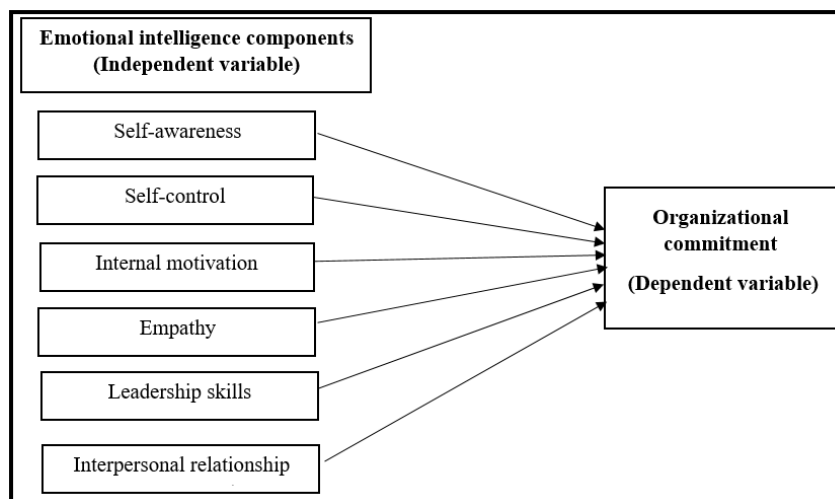 Emotional intelligence components
(Independent variable)
Self-awareness
Self-control
Internal motivation
Empathy
Leadership skills
Interpersonal relationship
Organizational
commitment
(Dependent variable)